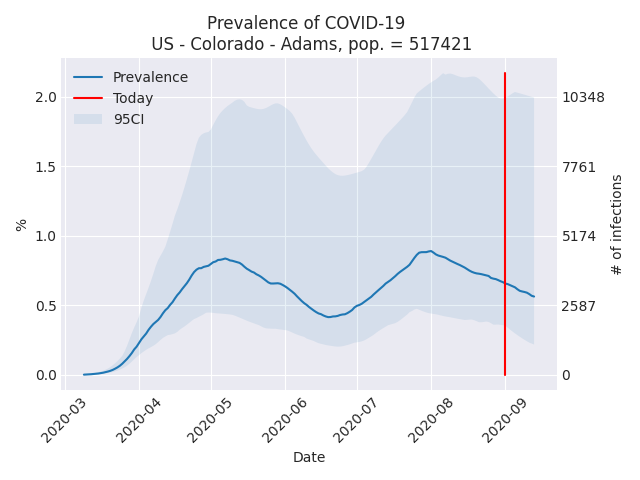 Prevalence of COVID-19
US - Colorado - Adams, pop. = 517421
Prevalence
Today
95CI
2.0
1.5
1.0
0.5
0.0
%
10348
7761
5174
2587
0
# of infections
2020-03
2020-04
2020-05
2020-06
2020-07
2020-08
2020-09
Date